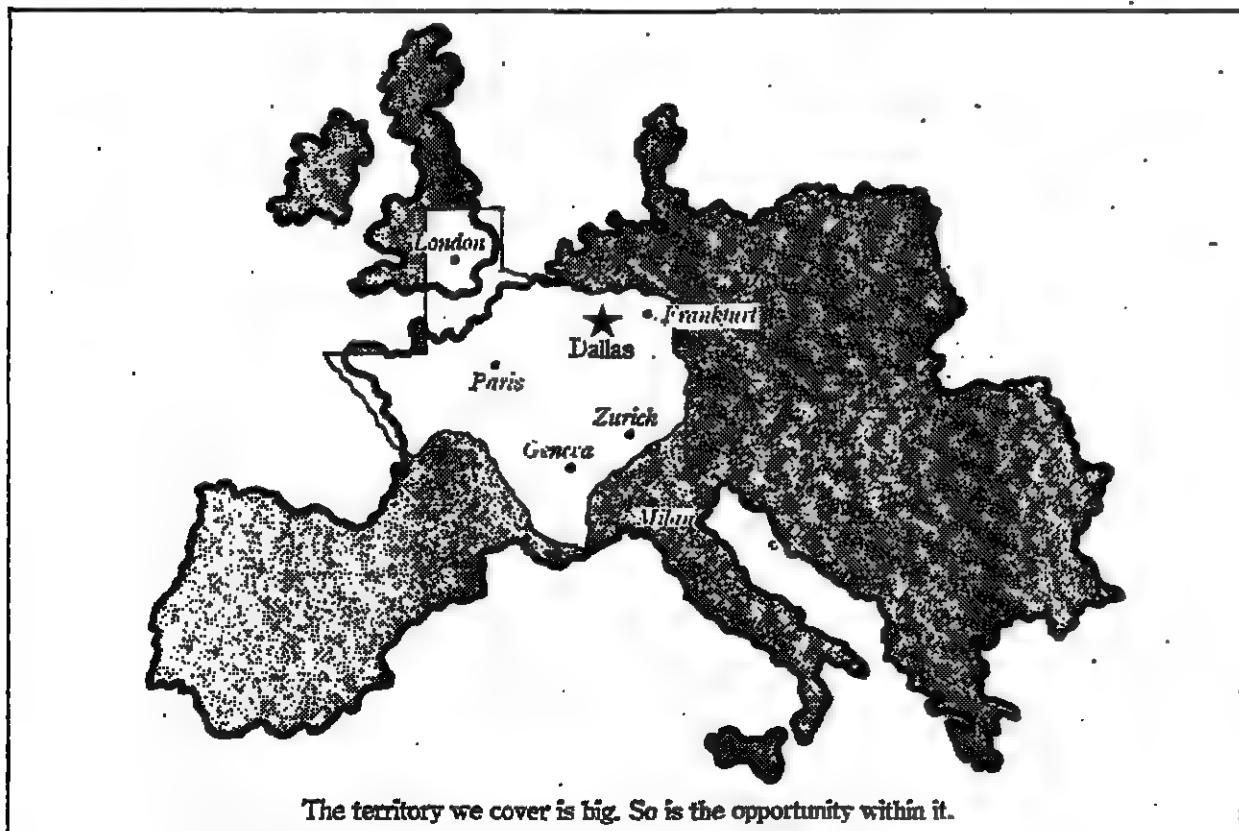 London
Frankfurt
Dallas
Paris
Zurich
Geneva
Milan
The territory we cover is big. So is the opportunity within it.